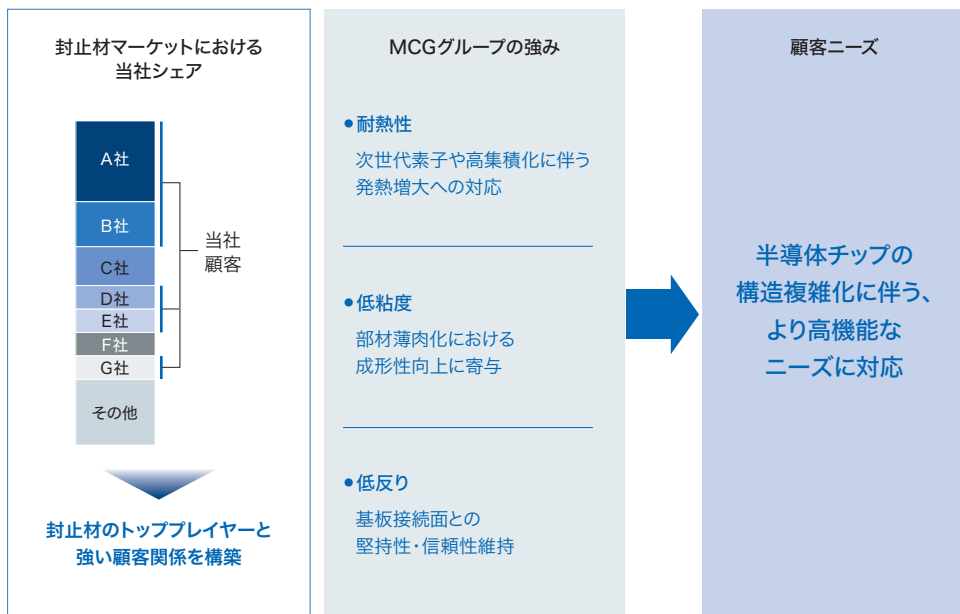 封止材マーケットにおける
当社シェア
A社
B社
C社
D社
E社
F社
G社
その他
当社
顧客
封止材のトッププレイヤーと
強い顧客関係を構築
MCGグループの強み
●耐熱性
次世代素子や高集積化に伴う
発熱増大への対応
●低粘度
部材薄肉化における
成形性向上に寄与
●低反り
基板接続面との
堅持性・信頼性維持
顧客ニーズ
半導体チップの
構造複雑化に伴う、
より高機能な
ニーズに対応